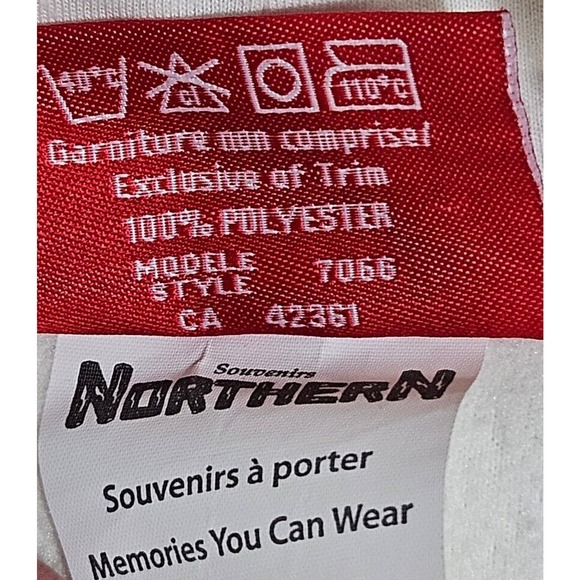 40°C cl 110°C
Garniture non comprise/
Exclusive of Trim
100% POLYESTER
MODELE 7066
STYLE
CA 42361
Souvenirs
NORTHERN
Souvenirs à porter
Memories You Can Wear